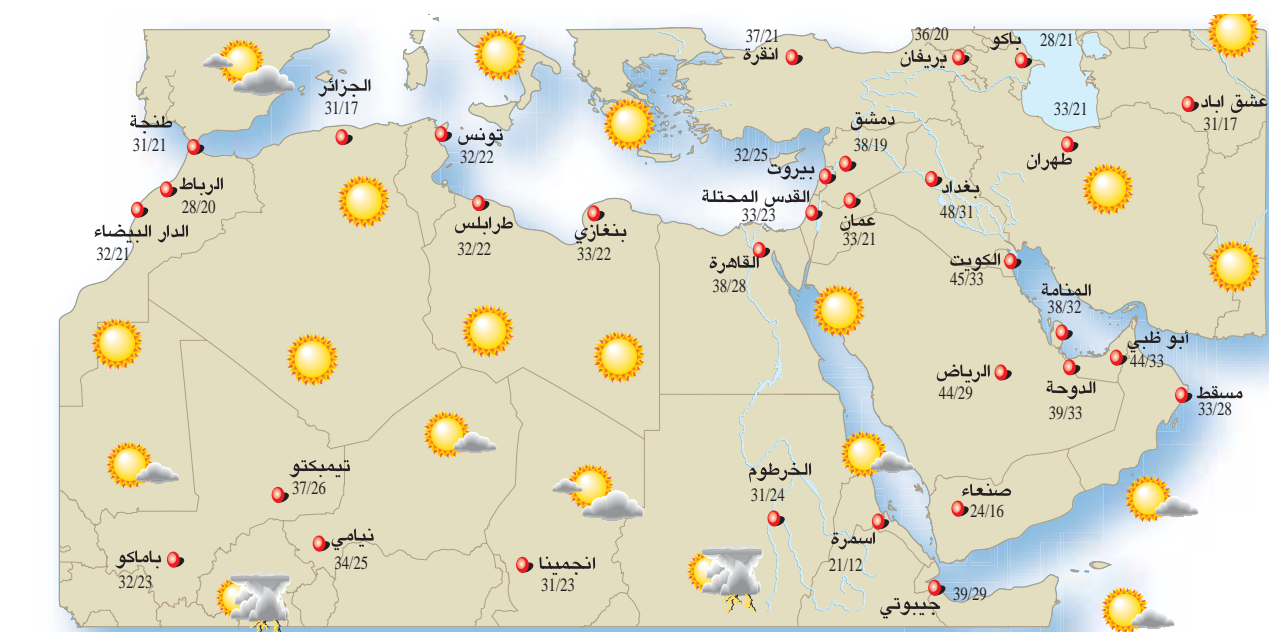 37/21
انقرة
36/20
يريفان
باكو
28/21
33/21
طهران
عشق اباد
31/17
الجزائر
31/17
طنجة
31/21
تونس
32/22
دمشق
38/19
32/25
بيروت
القدس المحتلة
33/23
عمان
33/21
بغداد
48/31
الرباط
28/20
الدار البيضاء
32/21
طرابلس
32/22
بنغازي
33/22
القاهرة
38/28
الكويت
45/33
المنامة
38/32
أبو ظبي
44/33
الرياض
44/29
الدوحة
39/33
مسقط
33/28
تيمبكتو
37/26
الخرطوم
31/24
صنعاء
24/16
اسمرة
21/12
باماكو
32/23
نيامي
34/25
انجمينا
31/23
39/29
جيبوتي